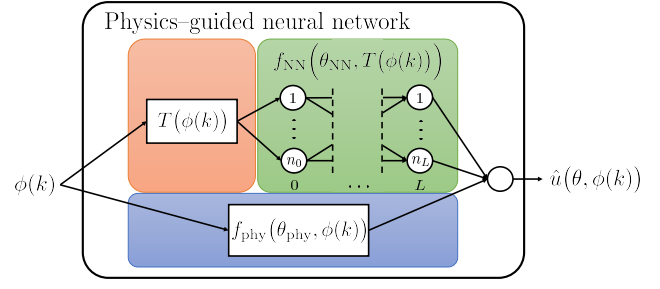 Physics–guided neural network
f_NN(θ_NN, T(ϕ(k)))
1 1
T(ϕ(k))
n_0 n_L
ϕ(k)
0 ... L
û(θ, ϕ(k))
f_phy(θ_phy, ϕ(k))